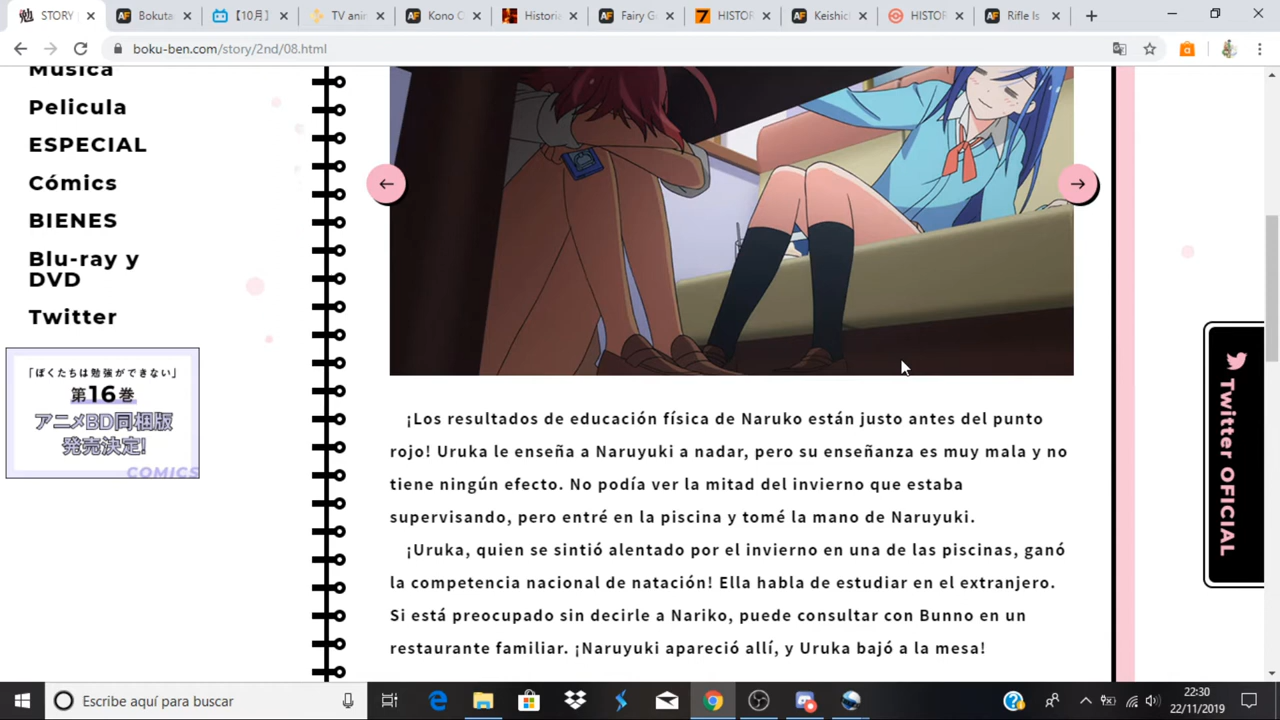 STORY
Bokuta
【10月】
TV anim
Kono C
Historia
Fairy G
HISTOR
Keishich
HISTOR
Rifle Is
boku-ben.com/story/2nd/08.html
Música
Pelicula
ESPECIAL
Cómics
BIENES
Blu-ray y
DVD
Twitter
「ぼくたちは勉強ができない」
第16巻
アニメBD同梱版
発売決定!
COMICS
¡Los resultados de educación física de Naruko están justo antes del punto
rojo! Uruka le enseña a Naruyuki a nadar, pero su enseñanza es muy mala y no
tiene ningún efecto. No podía ver la mitad del invierno que estaba
supervisando, pero entré en la piscina y tomé la mano de Naruyuki.
¡Uruka, quien se sintió alentado por el invierno en una de las piscinas, ganó
la competencia nacional de natación! Ella habla de estudiar en el extranjero.
Si está preocupado sin decirle a Nariko, puede consultar con Bunno en un
restaurante familiar. ¡Naruyuki apareció allí, y Uruka bajó a la mesa!
Twitter OFICIAL
Escribe aquí para buscar
22:30
22/11/2019